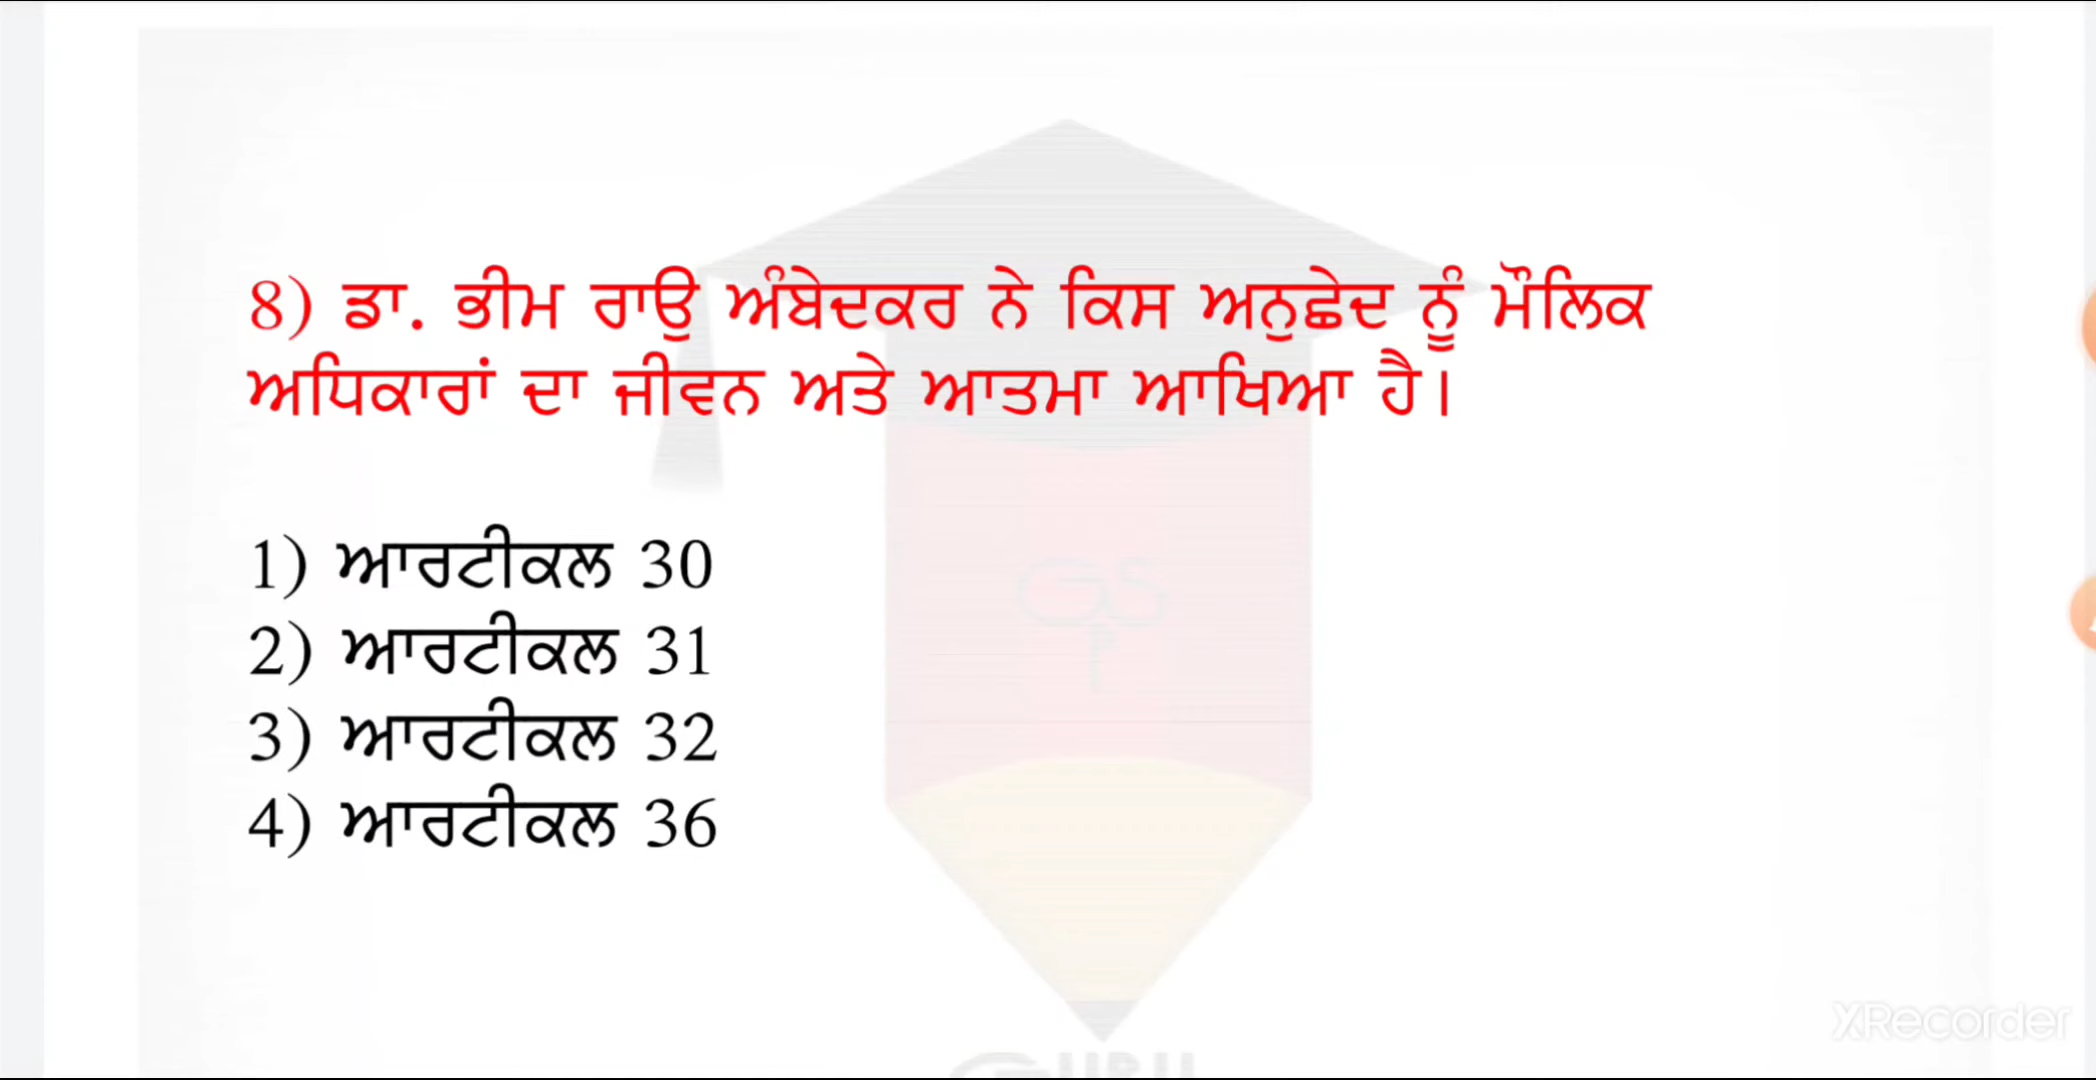 8) ਡਾ. ਭੀਮ ਰਾਉ ਅੰਬੇਦਕਰ ਨੇ ਕਿਸ ਅਨੁਛੇਦ ਨੂੰ ਮੌਲਿਕ
ਅਧਿਕਾਰਾਂ ਦਾ ਜੀਵਨ ਅਤੇ ਆਤਮਾ ਆਖਿਆ ਹੈ।
1) ਆਰਟੀਕਲ 30
2) ਆਰਟੀਕਲ 31
3) ਆਰਟੀਕਲ 32
4) ਆਰਟੀਕਲ 36
XRecorder